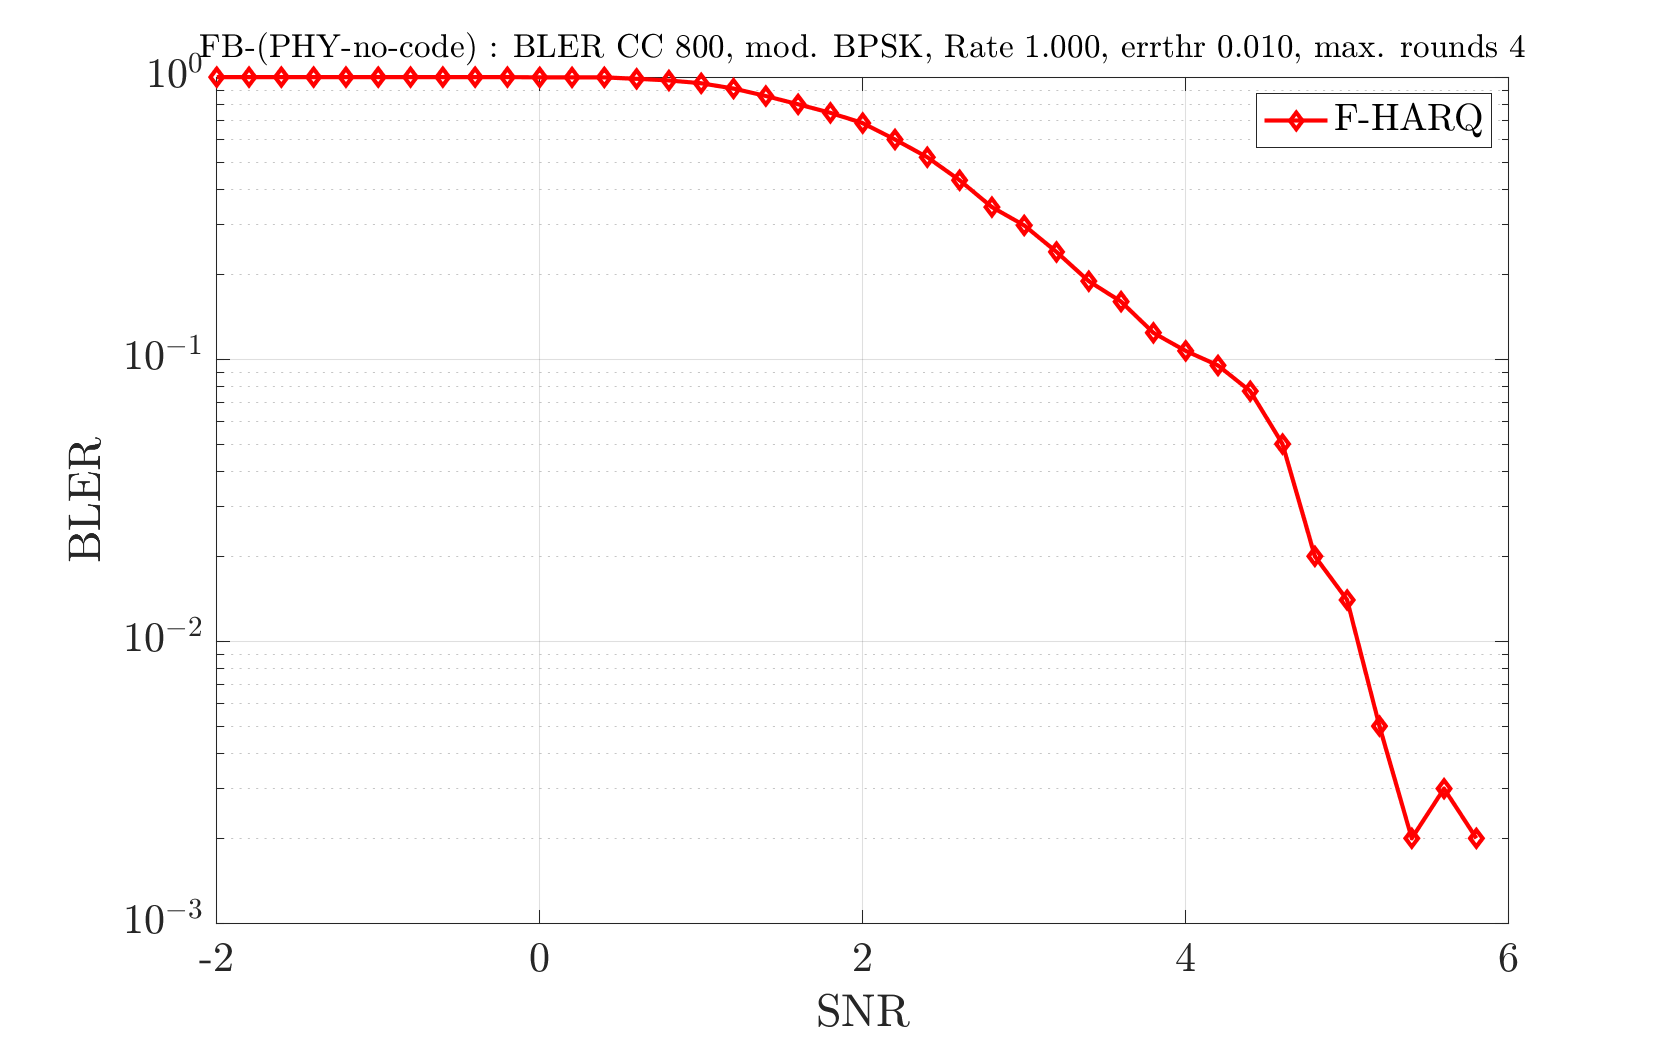 FB-(PHY-no-code) : BLER CC 800, mod. BPSK, Rate 1.000, errthr 0.010, max. rounds 4
10^0
F-HARQ
10^{-1}
BLER
10^{-2}
10^{-3}
-2 0 2 4 6
SNR